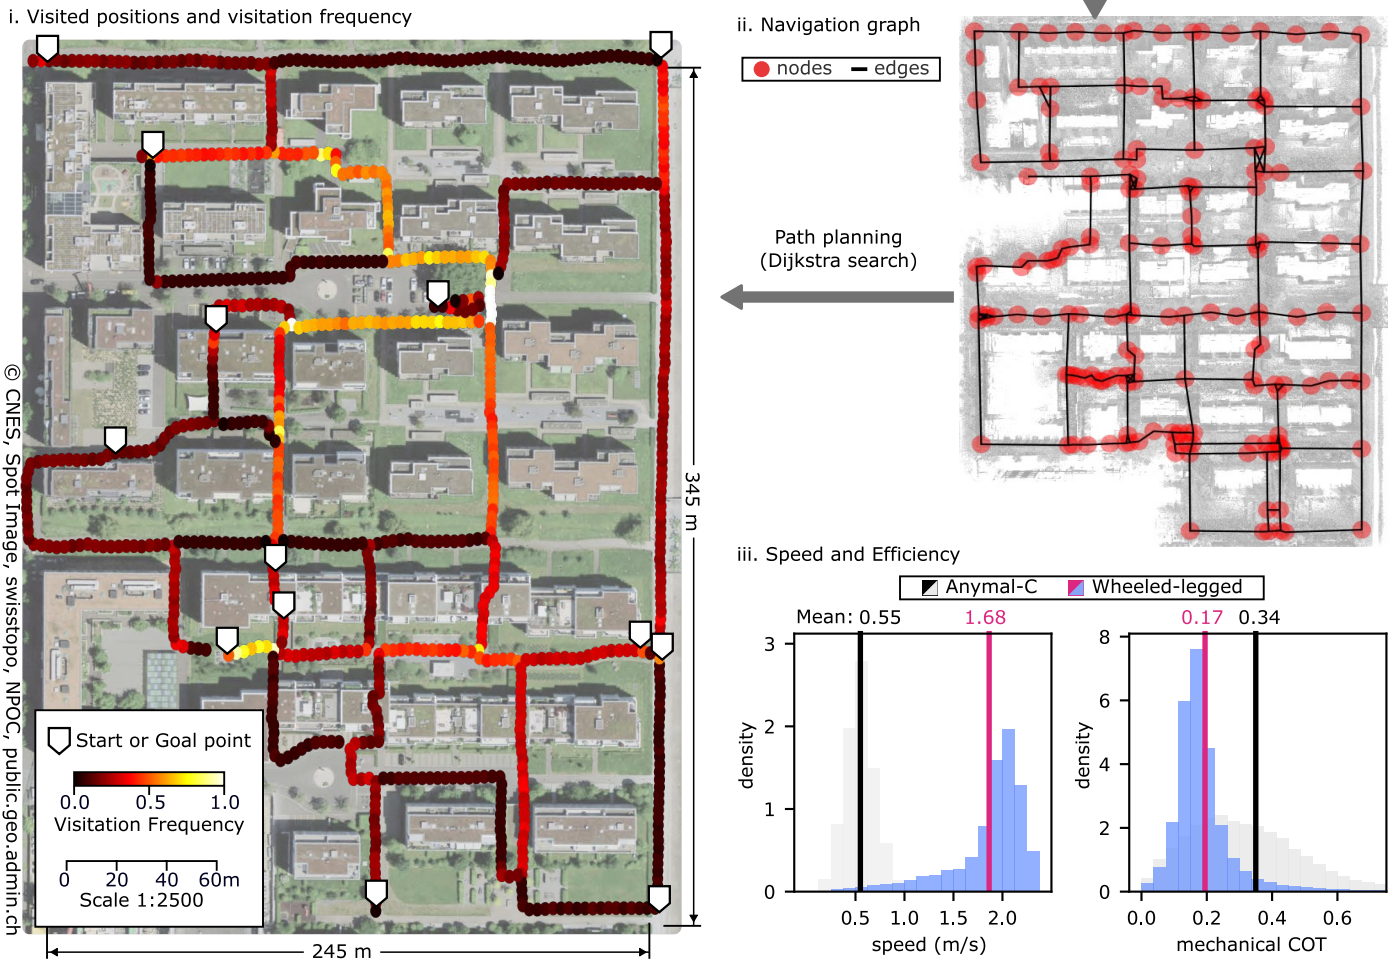 i. Visited positions and visitation frequency
© CNES, Spot Image, swisstopo, NPOC, public.geo.admin.ch
Start or Goal point
0.0 0.5 1.0
Visitation Frequency
0 20 40 60m
Scale 1:2500
345 m
245 m
ii. Navigation graph
nodes edges
Path planning
(Dijkstra search)
iii. Speed and Efficiency
Anymal-C Wheeled-legged
Mean: 0.55 1.68
3
2
1
0
density
0.5 1.0 1.5 2.0
speed (m/s)
0.17 0.34
8
6
4
2
0
density
0.0 0.2 0.4 0.6
mechanical COT